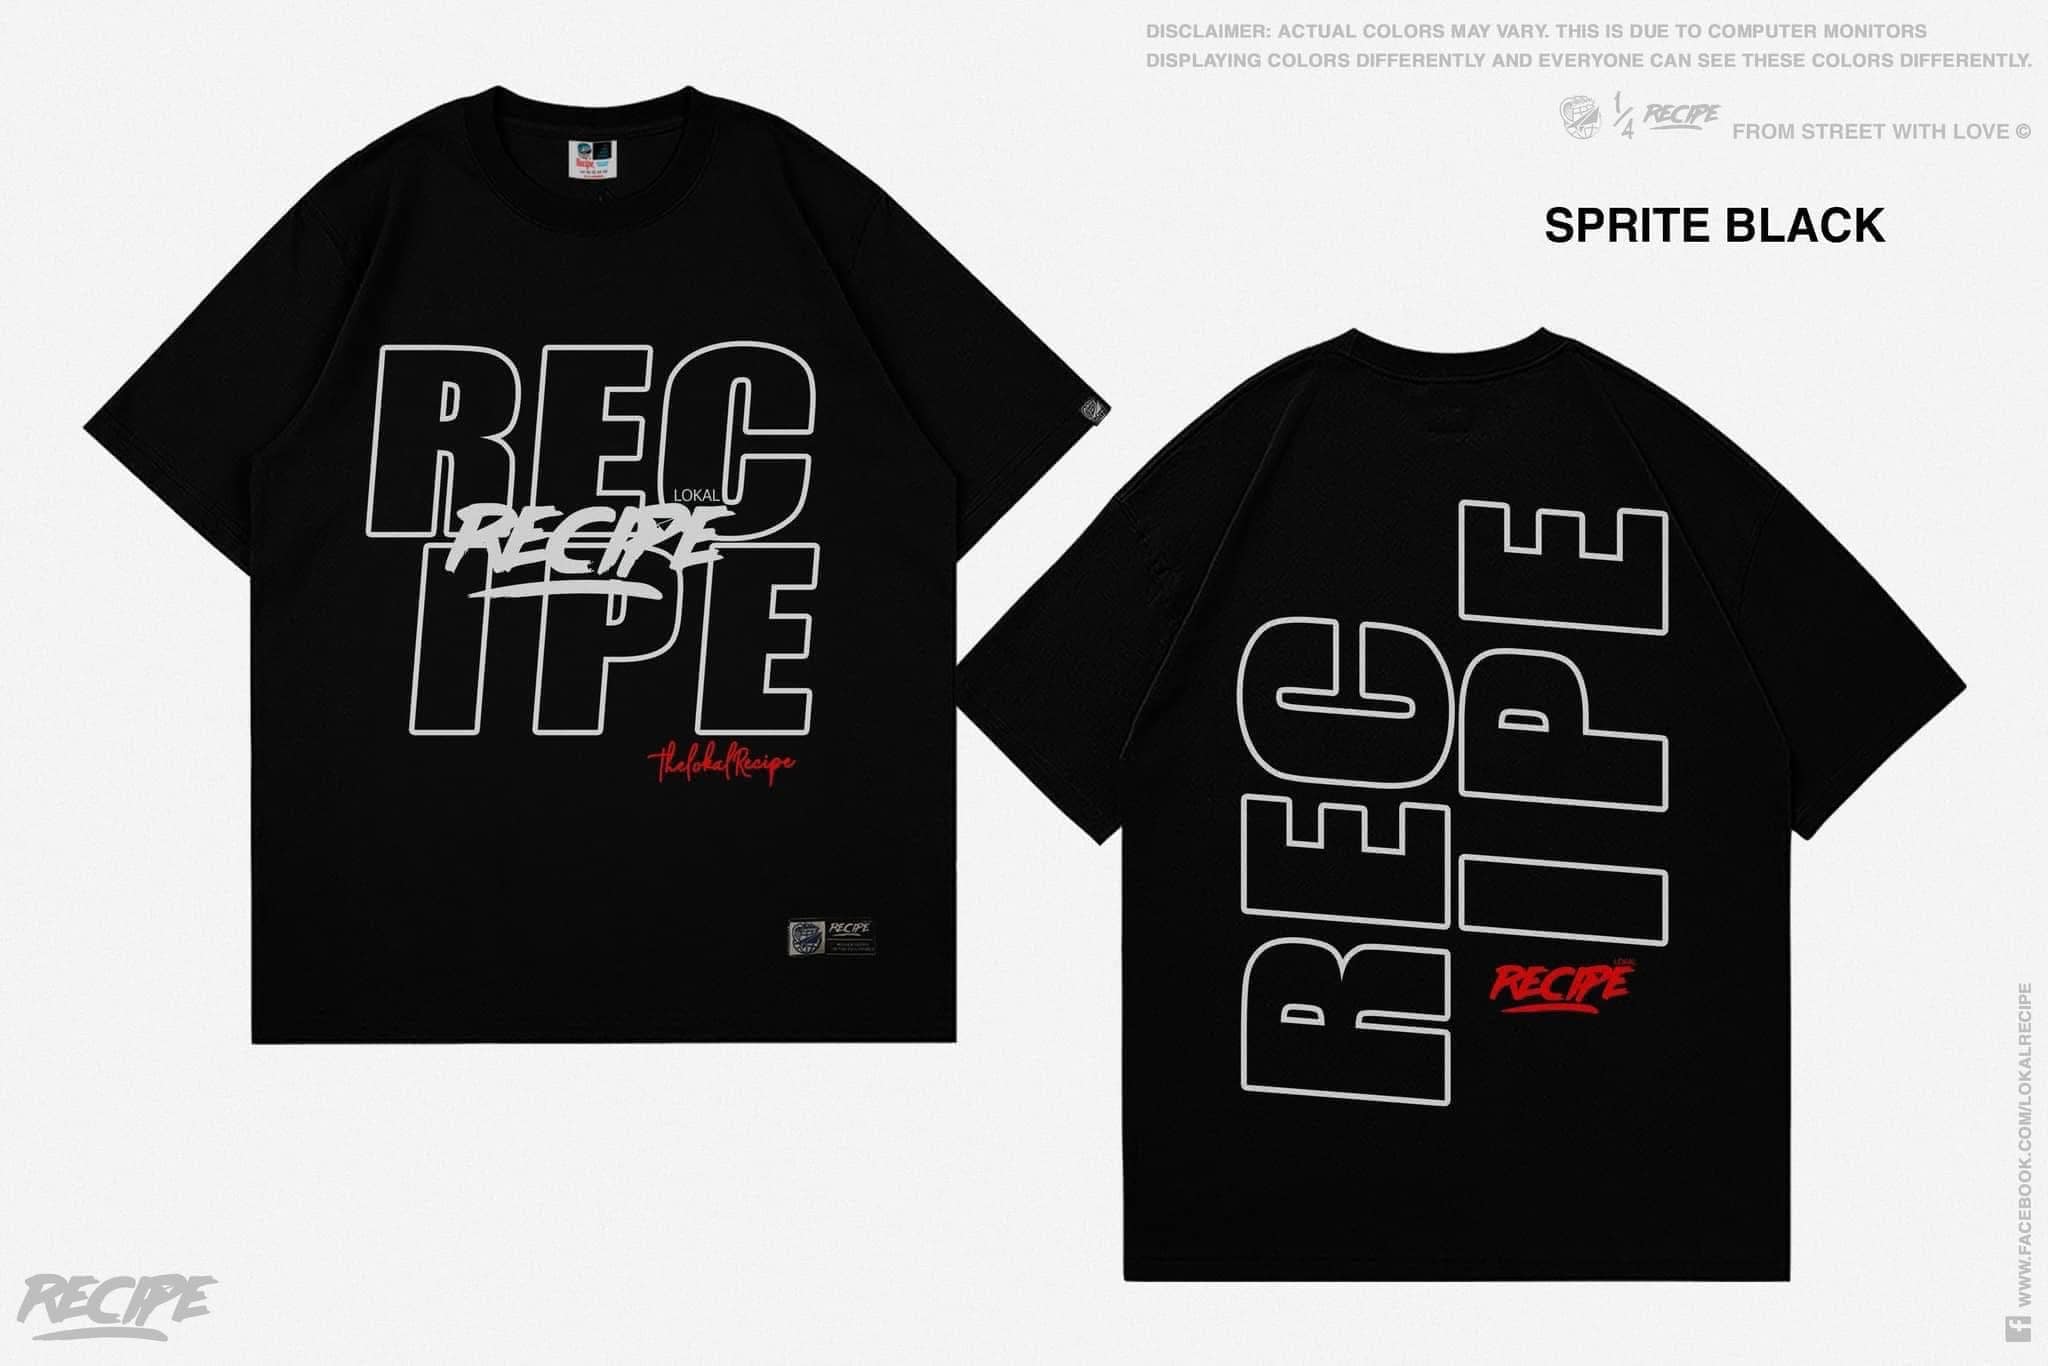 DISCLAIMER: ACTUAL COLORS MAY VARY. THIS IS DUE TO COMPUTER MONITORS
DISPLAYING COLORS DIFFERENTLY AND EVERYONE CAN SEE THESE COLORS DIFFERENTLY.
1/4 RECIPE FROM STREET WITH LOVE ©
SPRITE BLACK
Recipe
REC
IPE
LOKAL
RECIPE
thelokalRecipe
RECIPE
REC
IPE
LOKAL
RECIPE
RECIPE
WWW.FACEBOOK.COM/LOKALRECIPE